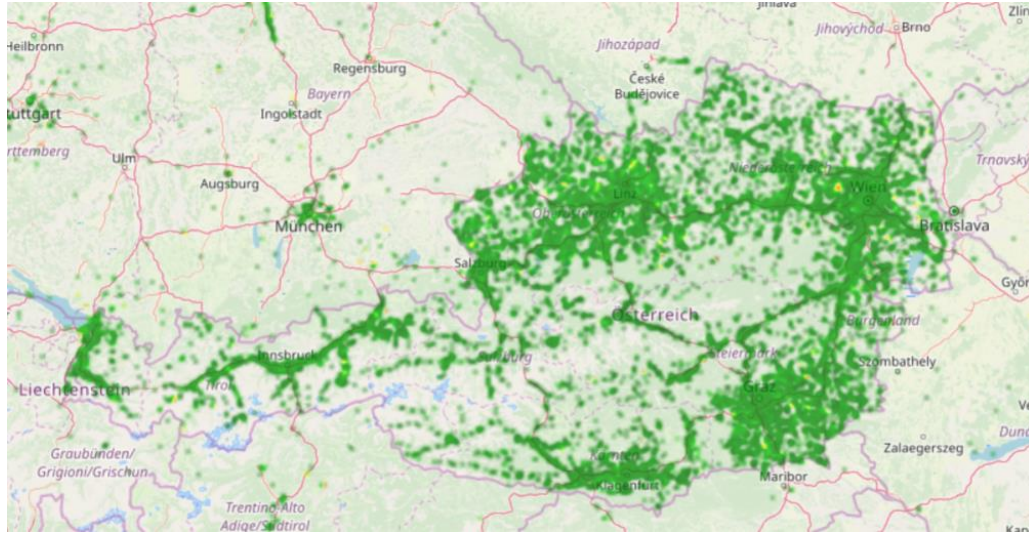 Jihlava
Zlín
Heilbronn
Jihovýchod
Brno
Jihozápad
Regensburg
České
Budějovice
Bayern
Ingolstadt
Stuttgart
Ulm
Trnavský
Augsburg
Niederösterreich
Wien
Linz
Oberösterreich
München
Bratislava
Salzburg
Győr
Österreich
Burgenland
Innsbruck
Salzburg
Steiermark
Szombathely
Tirol
Graz
Liechtenstein
Graubünden/
Grigioni/Grischun
Zalaegerszeg
Kärnten
Maribor
Klagenfurt
Trentino-Alto
Adige/Südtirol